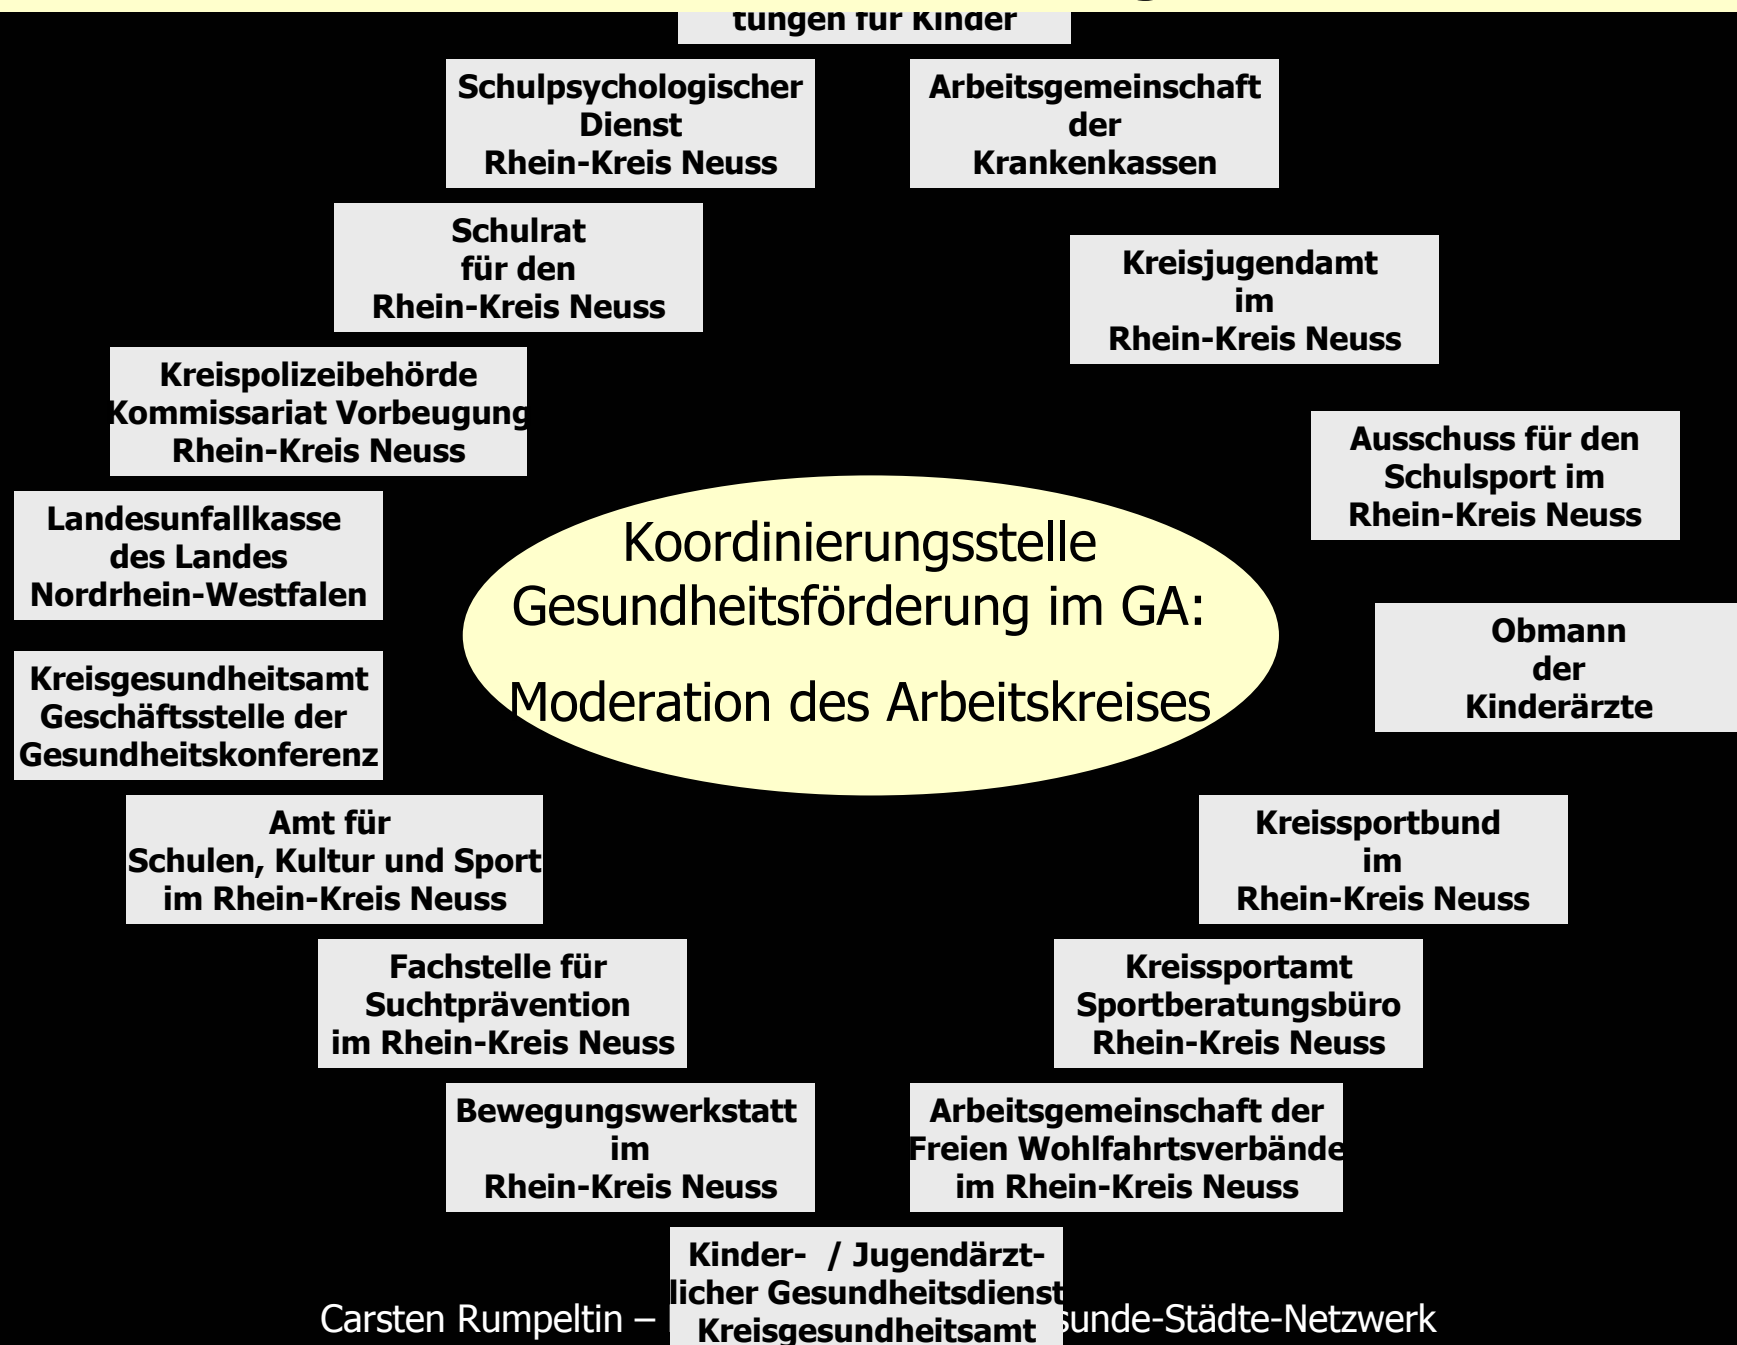 tungen für Kinder
Schulpsychologischer
Dienst
Rhein-Kreis Neuss
Arbeitsgemeinschaft
der
Krankenkassen
Schulrat
für den
Rhein-Kreis Neuss
Kreisjugendamt
im
Rhein-Kreis Neuss
Kreispolizeibehörde
Kommissariat Vorbeugung
Rhein-Kreis Neuss
Ausschuss für den
Schulsport im
Rhein-Kreis Neuss
Landesunfallkasse
des Landes
Nordrhein-Westfalen
Koordinierungsstelle
Gesundheitsförderung im GA:
Moderation des Arbeitskreises
Obmann
der
Kinderärzte
Kreisgesundheitsamt
Geschäftsstelle der
Gesundheitskonferenz
Amt für
Schulen, Kultur und Sport
im Rhein-Kreis Neuss
Kreissportbund
im
Rhein-Kreis Neuss
Fachstelle für
Suchtprävention
im Rhein-Kreis Neuss
Kreissportamt
Sportberatungsbüro
Rhein-Kreis Neuss
Bewegungswerkstatt
im
Rhein-Kreis Neuss
Arbeitsgemeinschaft der
Freien Wohlfahrtsverbände
im Rhein-Kreis Neuss
Kinder- / Jugendärzt-
licher Gesundheitsdienst
Kreisgesundheitsamt
Carsten Rumpeltin – sunde-Städte-Netzwerk